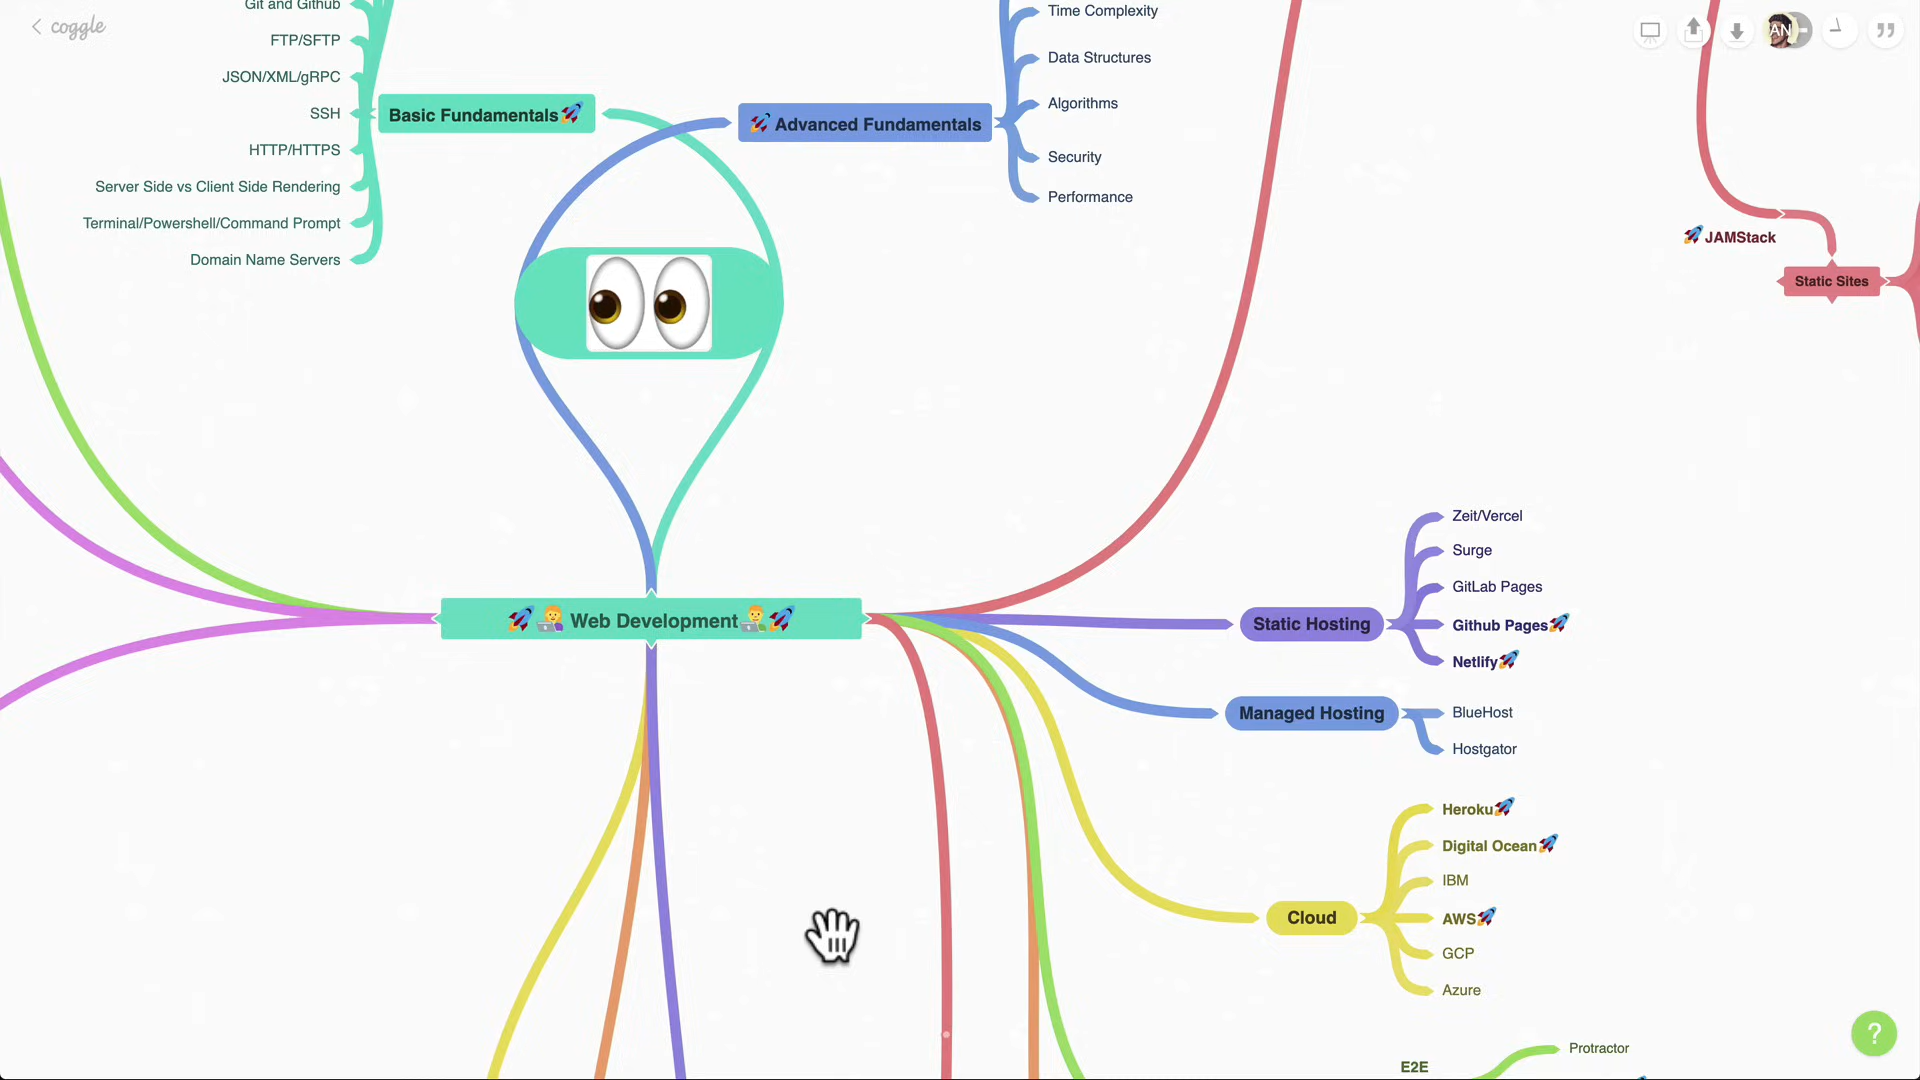 coggle
Git and Github
FTP/SFTP
JSON/XML/gRPC
SSH
HTTP/HTTPS
Server Side vs Client Side Rendering
Terminal/Powershell/Command Prompt
Domain Name Servers
Basic Fundamentals
Advanced Fundamentals
Time Complexity
Data Structures
Algorithms
Security
Performance
AN
JAMStack
Static Sites
Web Development
Static Hosting
Zeit/Vercel
Surge
GitLab Pages
Github Pages
Netlify
Managed Hosting
BlueHost
Hostgator
Cloud
Heroku
Digital Ocean
IBM
AWS
GCP
Azure
E2E
Protractor
?